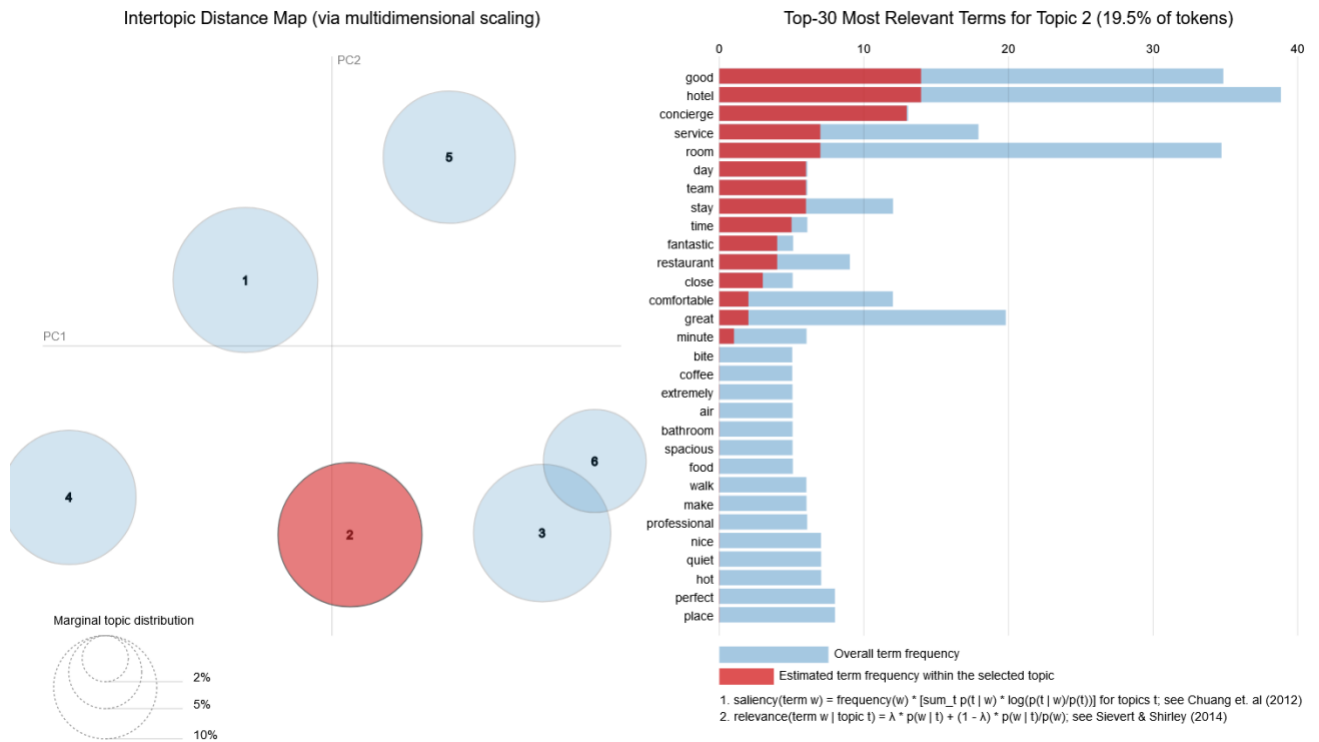 Intertopic Distance Map (via multidimensional scaling)
PC2
5
1
PC1
6
4
2
3
Marginal topic distribution
2%
5%
10%
Top-30 Most Relevant Terms for Topic 2 (19.5% of tokens)
0 10 20 30 40
good
hotel
concierge
service
room
day
team
stay
time
fantastic
restaurant
close
comfortable
great
minute
bite
coffee
extremely
air
bathroom
spacious
food
walk
make
professional
nice
quiet
hot
perfect
place
Overall term frequency
Estimated term frequency within the selected topic
1. saliency(term w) = frequency(w) * [sum_t p(t | w) * log(p(t | w)/p(t))] for topics t; see Chuang et. al (2012)
2. relevance(term w | topic t) = λ * p(w | t) + (1 - λ) * p(w | t)/p(w); see Sievert & Shirley (2014)